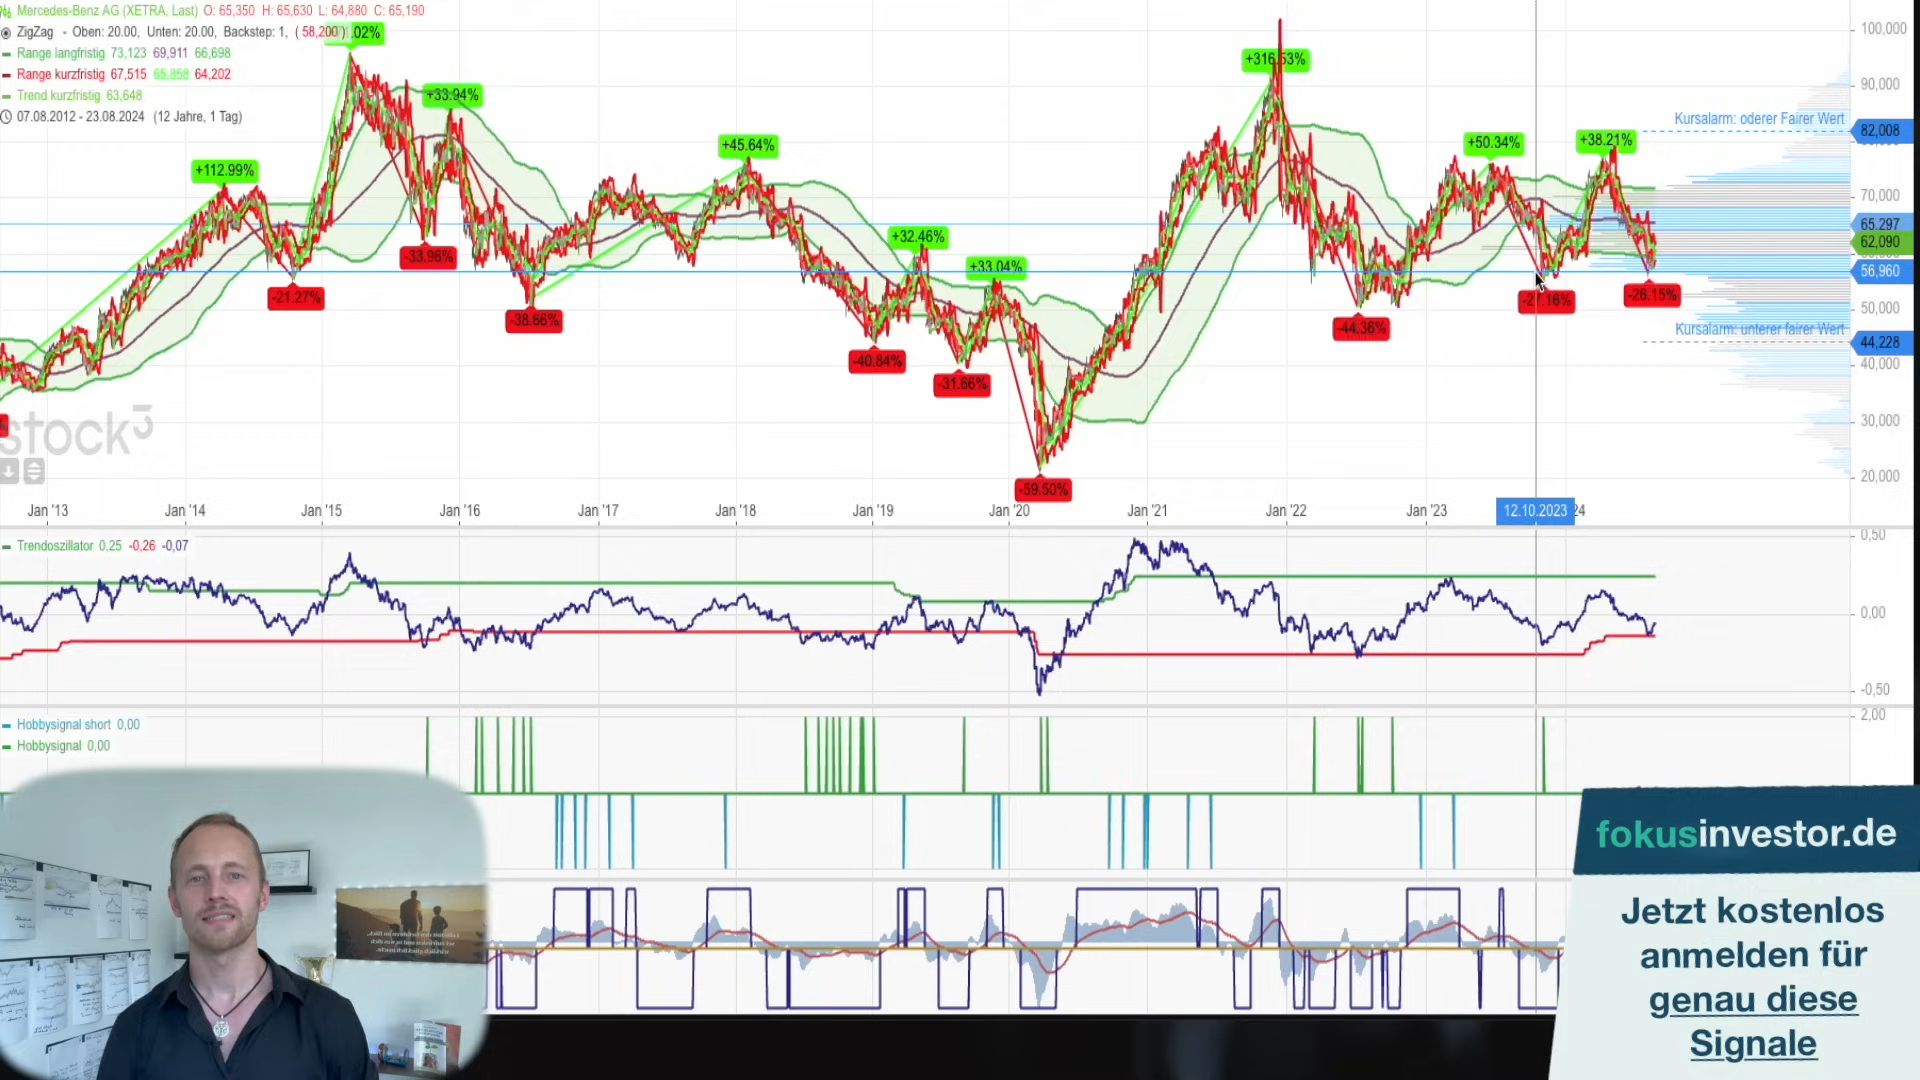 Mercedes-Benz AG (XETRA, Last) O: 65,350 H: 65,630 L: 64,880 C: 65,190
ZigZag - Oben: 20.00, Unten: 20.00, Backstep: 1, ( 58,200 )
.02%
Range langfristig 73,123 69,911 66,698
Range kurzfristig 67,515 65,858 64,202
Trend kurzfristig 63,648
07.08.2012 - 23.08.2024 (12 Jahre, 1 Tag)
+112.99%
+33.94%
+45.64%
+32.46%
+33.04%
+316.53%
+50.34%
+38.21%
-21.27%
-33.96%
-38.66%
-40.84%
-31.66%
-59.50%
-44.36%
-27.16%
-26.15%
Kursalarm: oderer Fairer Wert
Kursalarm: unterer fairer Wert
100,000
90,000
82,008
70,000
65,297
62,090
56,960
50,000
44,228
40,000
30,000
20,000
stock3
Jan '13 Jan '14 Jan '15 Jan '16 Jan '17 Jan '18 Jan '19 Jan '20 Jan '21 Jan '22 Jan '23 12.10.2023 24
Trendoszillator 0,25 -0,26 -0,07
0,50
0,00
-0,50
Hobbysignal short 0,00
Hobbysignal 0,00
2,00
fokusinvestor.de
Jetzt kostenlos
anmelden für
genau diese
Signale